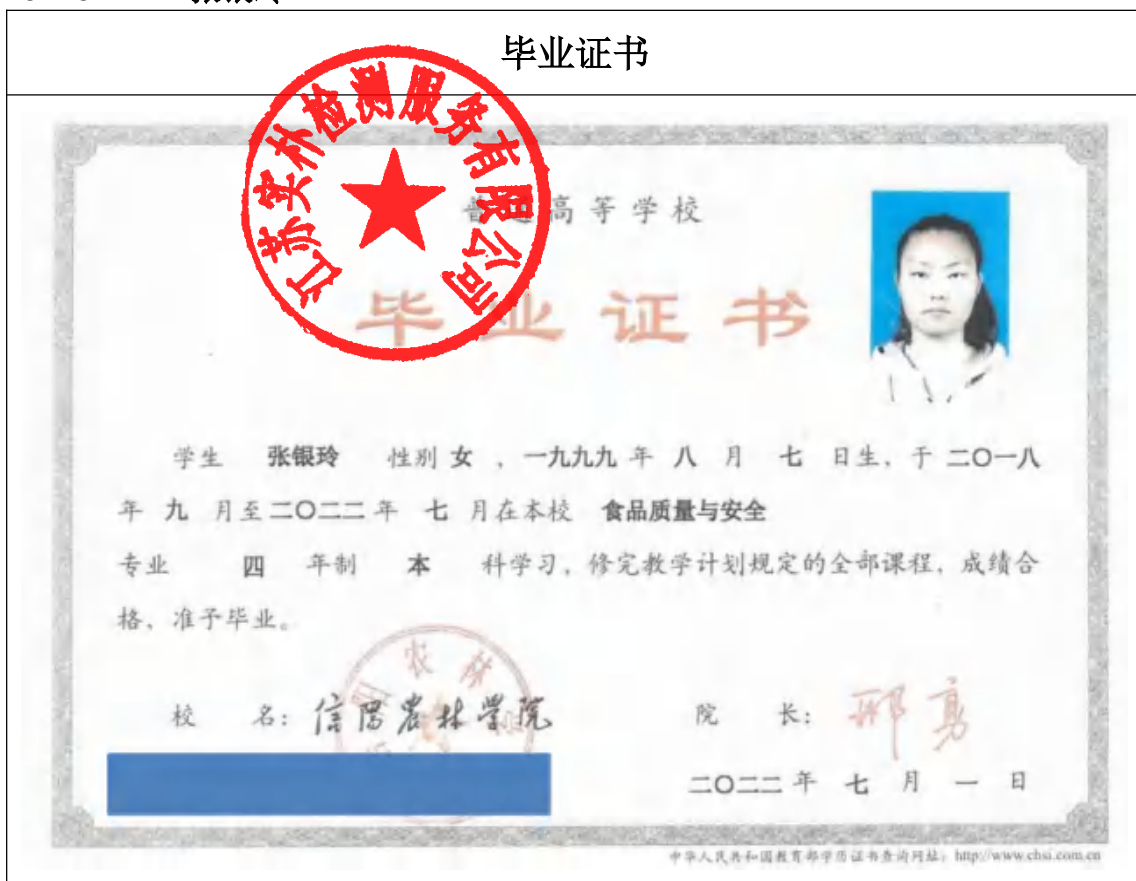 毕业证书
江苏实朴检测服务有限公司
普通高等学校
毕业证书
学生 张银玲 性别 女 ，一九九九 年 八 月 七 日生，于 二〇一八
年 九 月至 二〇二二 年 七 月在本校 食品质量与安全
专业 四 年制 本 科学习，修完教学计划规定的全部课程，成绩合
格，准予毕业。
校 名：信阳农林学院
院 长：邢勇
二〇二二 年 七 月 一 日
中华人民共和国教育部学历证书查询网址：http://www.chsi.com.cn